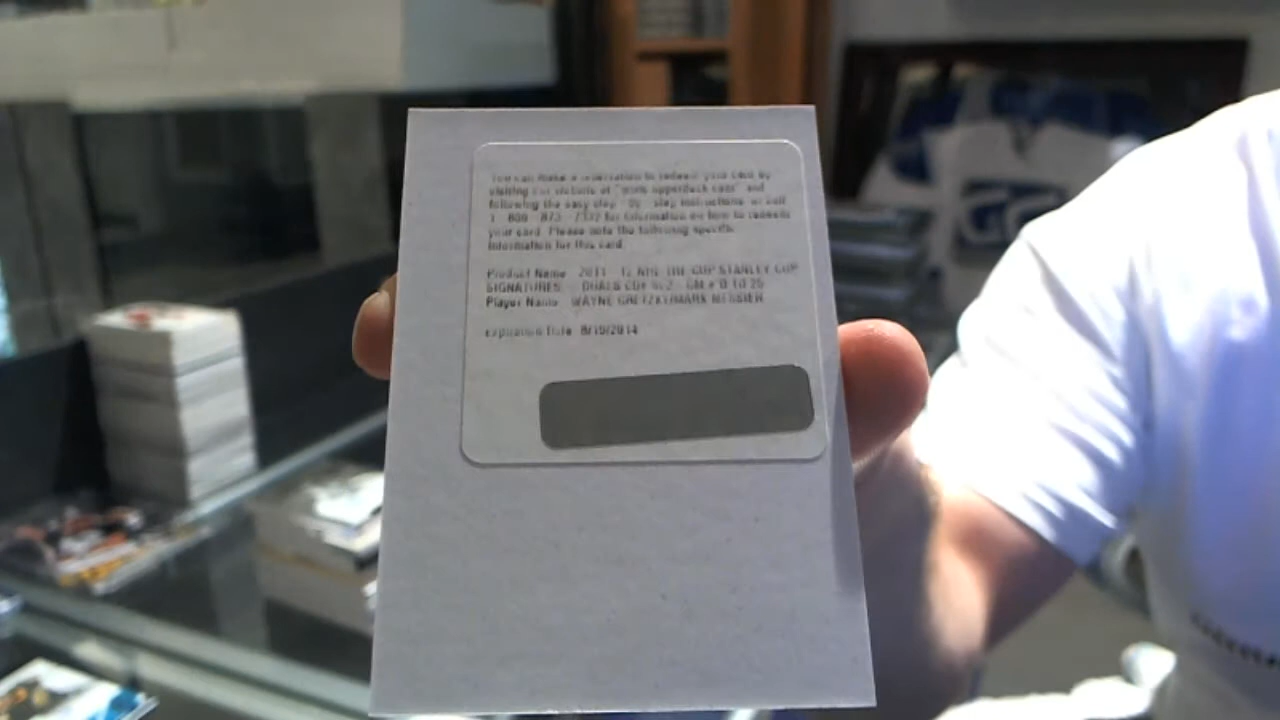 You can make a reservation to redeem your card by
visiting our website at "www.upperdeck.com" and
following the easy step - by - step instructions, or call
1 - 800 - 873 - 7332 for information on how to redeem
your card. Please note the following specific
information for this card.
Product Name 2011 - 12 NHL THE CUP STANLEY CUP
SIGNATURES - DUALS CUP SC2 - GM # 'D TO 25
Player Name WAYNE GRETZKY/MARK MESSIER
Expiration Date 8/19/2014